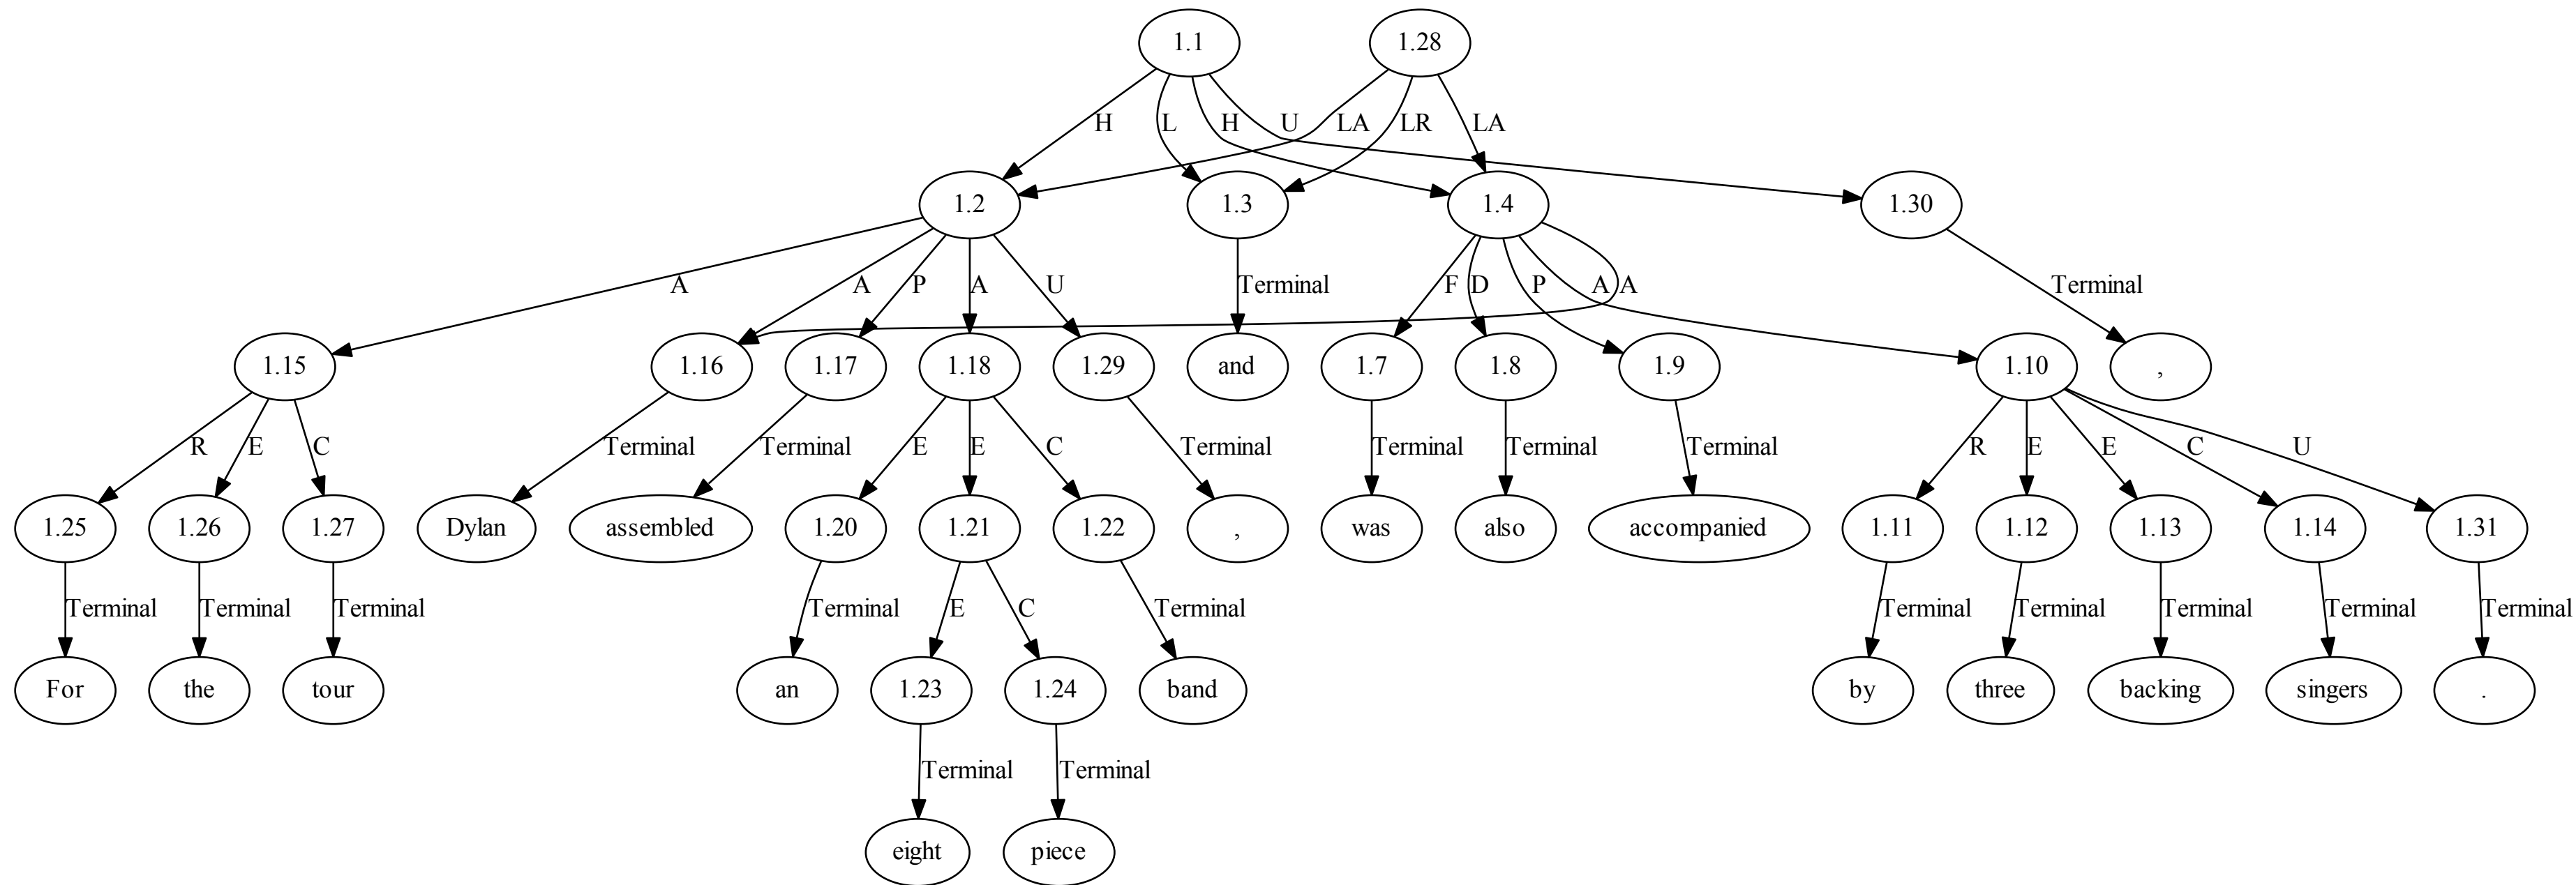 1.1 1.28
H L H U LA LR LA
1.2 1.3 1.4 1.30
A A P A U Terminal F D P A A Terminal
1.15 1.16 1.17 1.18 1.29 and 1.7 1.8 1.9 1.10 ,
R E C Terminal Terminal E E C Terminal Terminal Terminal Terminal R E E C U
1.25 1.26 1.27 Dylan assembled 1.20 1.21 1.22 , was also accompanied 1.11 1.12 1.13 1.14 1.31
Terminal Terminal Terminal Terminal E C Terminal Terminal Terminal Terminal Terminal Terminal
For the tour an 1.23 1.24 band by three backing singers .
Terminal Terminal
eight piece